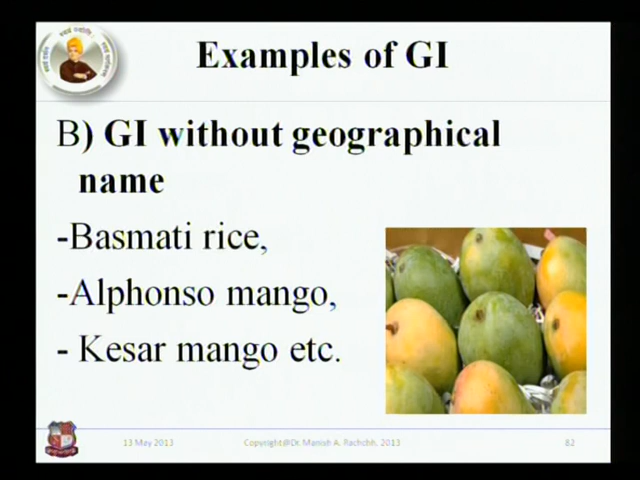 Examples of GI
B) GI without geographical
name
-Basmati rice,
-Alphonso mango,
- Kesar mango etc.
13 May 2013
Copyright@Dr. Manish A. Rachchh, 2013
82